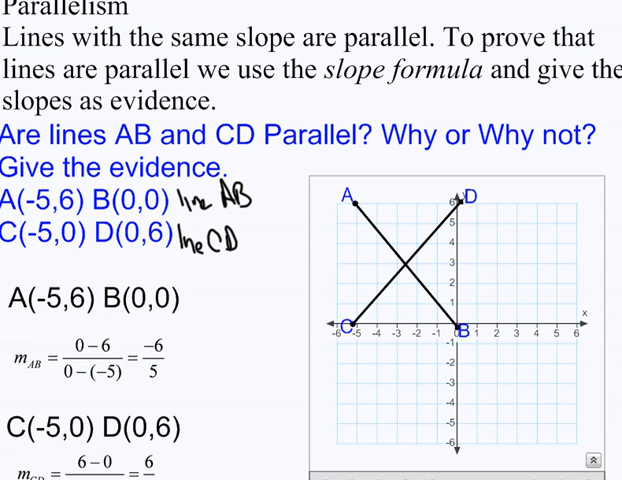 Parallelism
Lines with the same slope are parallel. To prove that
lines are parallel we use the slope formula and give the
slopes as evidence.
Are lines AB and CD Parallel? Why or Why not?
Give the evidence.
A(-5,6) B(0,0) line AB
C(-5,0) D(0,6) line CD
A(-5,6) B(0,0)
m_AB = (0-6)/(0-(-5)) = -6/5
C(-5,0) D(0,6)
m_CD = 6-0 = 6
A D
6
5
4
3
2
1
x
-6 C -5 -4 -3 -2 -1 0 B 1 2 3 4 5 6
-1
-2
-3
-4
-5
-6